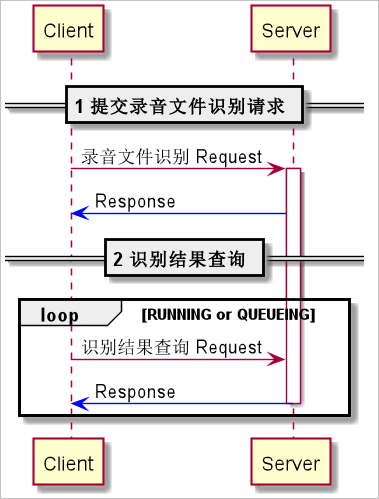 Client Server
1 提交录音文件识别请求
录音文件识别 Request
Response
2 识别结果查询
loop [RUNNING or QUEUEING]
识别结果查询 Request
Response
Client Server